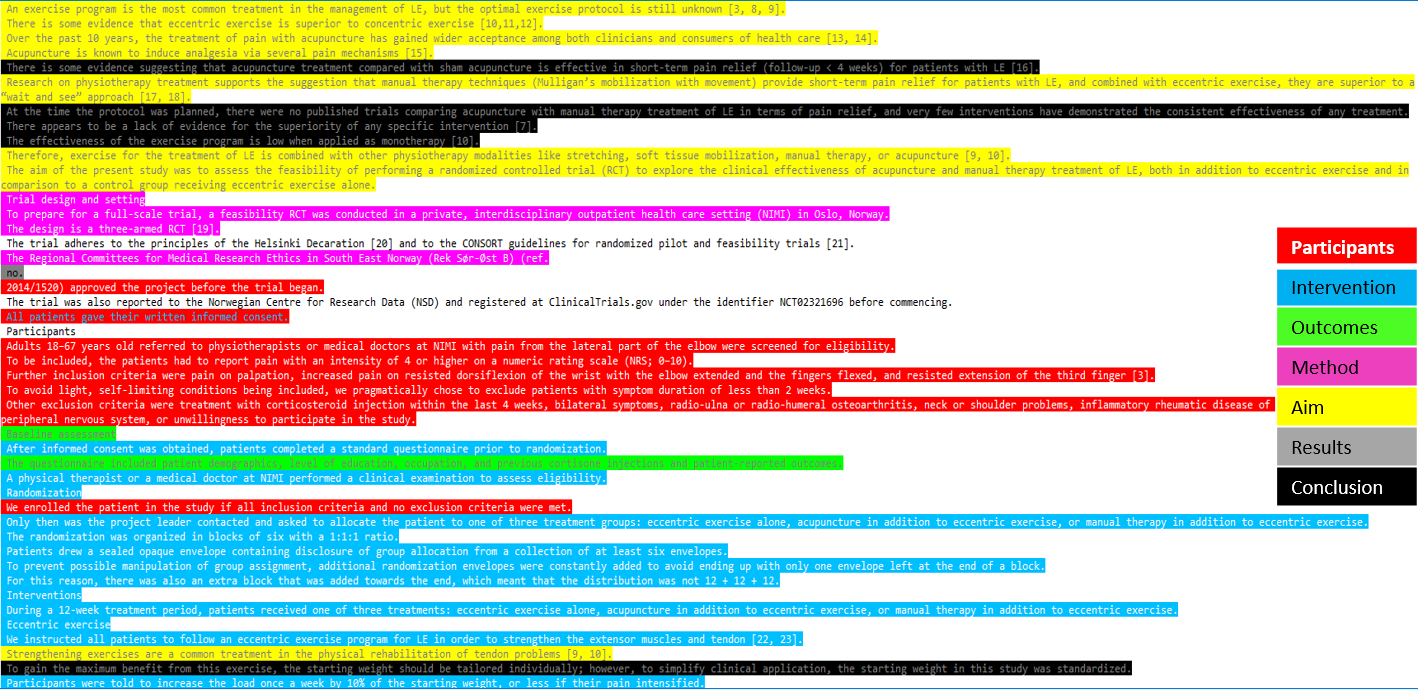 An exercise program is the most common treatment in the management of LE, but the optimal exercise protocol is still unknown [3, 8, 9].
There is some evidence that eccentric exercise is superior to concentric exercise [10,11,12].
Over the past 10 years, the treatment of pain with acupuncture has gained wider acceptance among both clinicians and consumers of health care [13, 14].
Acupuncture is known to induce analgesia via several pain mechanisms [15].
There is some evidence suggesting that acupuncture treatment compared with sham acupuncture is effective in short-term pain relief (follow-up < 4 weeks) for patients with LE [16].
Research on physiotherapy treatment supports the suggestion that manual therapy techniques (Mulligan's mobilization with movement) provide short-term pain relief for patients with LE, and combined with eccentric exercise, they are superior to a
"wait and see" approach [17, 18].
At the time the protocol was planned, there were no published trials comparing acupuncture with manual therapy treatment of LE in terms of pain relief, and very few interventions have demonstrated the consistent effectiveness of any treatment.
There appears to be a lack of evidence for the superiority of any specific intervention [7].
The effectiveness of the exercise program is low when applied as monotherapy [10].
Therefore, exercise for the treatment of LE is combined with other physiotherapy modalities like stretching, soft tissue mobilization, manual therapy, or acupuncture [9, 10].
The aim of the present study was to assess the feasibility of performing a randomized controlled trial (RCT) to explore the clinical effectiveness of acupuncture and manual therapy treatment of LE, both in addition to eccentric exercise and in
comparison to a control group receiving eccentric exercise alone.
Trial design and setting
To prepare for a full-scale trial, a feasibility RCT was conducted in a private, interdisciplinary outpatient health care setting (NIMI) in Oslo, Norway.
The design is a three-armed RCT [19].
The trial adheres to the principles of the Helsinki Decaration [20] and to the CONSORT guidelines for randomized pilot and feasibility trials [21].
The Regional Committees for Medical Research Ethics in South East Norway (Rek Sør-Øst B) (ref.
no.
2014/1520) approved the project before the trial began.
The trial was also reported to the Norwegian Centre for Research Data (NSD) and registered at ClinicalTrials.gov under the identifier NCT02321696 before commencing.
All patients gave their written informed consent.
Participants
Adults 18–67 years old referred to physiotherapists or medical doctors at NIMI with pain from the lateral part of the elbow were screened for eligibility.
To be included, the patients had to report pain with an intensity of 4 or higher on a numeric rating scale (NRS; 0–10).
Further inclusion criteria were pain on palpation, increased pain on resisted dorsiflexion of the wrist with the elbow extended and the fingers flexed, and resisted extension of the third finger [3].
To avoid light, self-limiting conditions being included, we pragmatically chose to exclude patients with symptom duration of less than 2 weeks.
Other exclusion criteria were treatment with corticosteroid injection within the last 4 weeks, bilateral symptoms, radio-ulna or radio-humeral osteoarthritis, neck or shoulder problems, inflammatory rheumatic disease of
peripheral nervous system, or unwillingness to participate in the study.
Baseline assessment
After informed consent was obtained, patients completed a standard questionnaire prior to randomization.
The questionnaire included patient demographics, level of education, occupation, and previous cortisone injections and patient-reported outcomes.
A physical therapist or a medical doctor at NIMI performed a clinical examination to assess eligibility.
Randomization
We enrolled the patient in the study if all inclusion criteria and no exclusion criteria were met.
Only then was the project leader contacted and asked to allocate the patient to one of three treatment groups: eccentric exercise alone, acupuncture in addition to eccentric exercise, or manual therapy in addition to eccentric exercise.
The randomization was organized in blocks of six with a 1:1:1 ratio.
Patients drew a sealed opaque envelope containing disclosure of group allocation from a collection of at least six envelopes.
To prevent possible manipulation of group assignment, additional randomization envelopes were constantly added to avoid ending up with only one envelope left at the end of a block.
For this reason, there was also an extra block that was added towards the end, which meant that the distribution was not 12 + 12 + 12.
Interventions
During a 12-week treatment period, patients received one of three treatments: eccentric exercise alone, acupuncture in addition to eccentric exercise, or manual therapy in addition to eccentric exercise.
Eccentric exercise
We instructed all patients to follow an eccentric exercise program for LE in order to strengthen the extensor muscles and tendon [22, 23].
Strengthening exercises are a common treatment in the physical rehabilitation of tendon problems [9, 10].
To gain the maximum benefit from this exercise, the starting weight should be tailored individually; however, to simplify clinical application, the starting weight in this study was standardized.
Participants were told to increase the load once a week by 10% of the starting weight, or less if their pain intensified.
Participants
Intervention
Outcomes
Method
Aim
Results
Conclusion